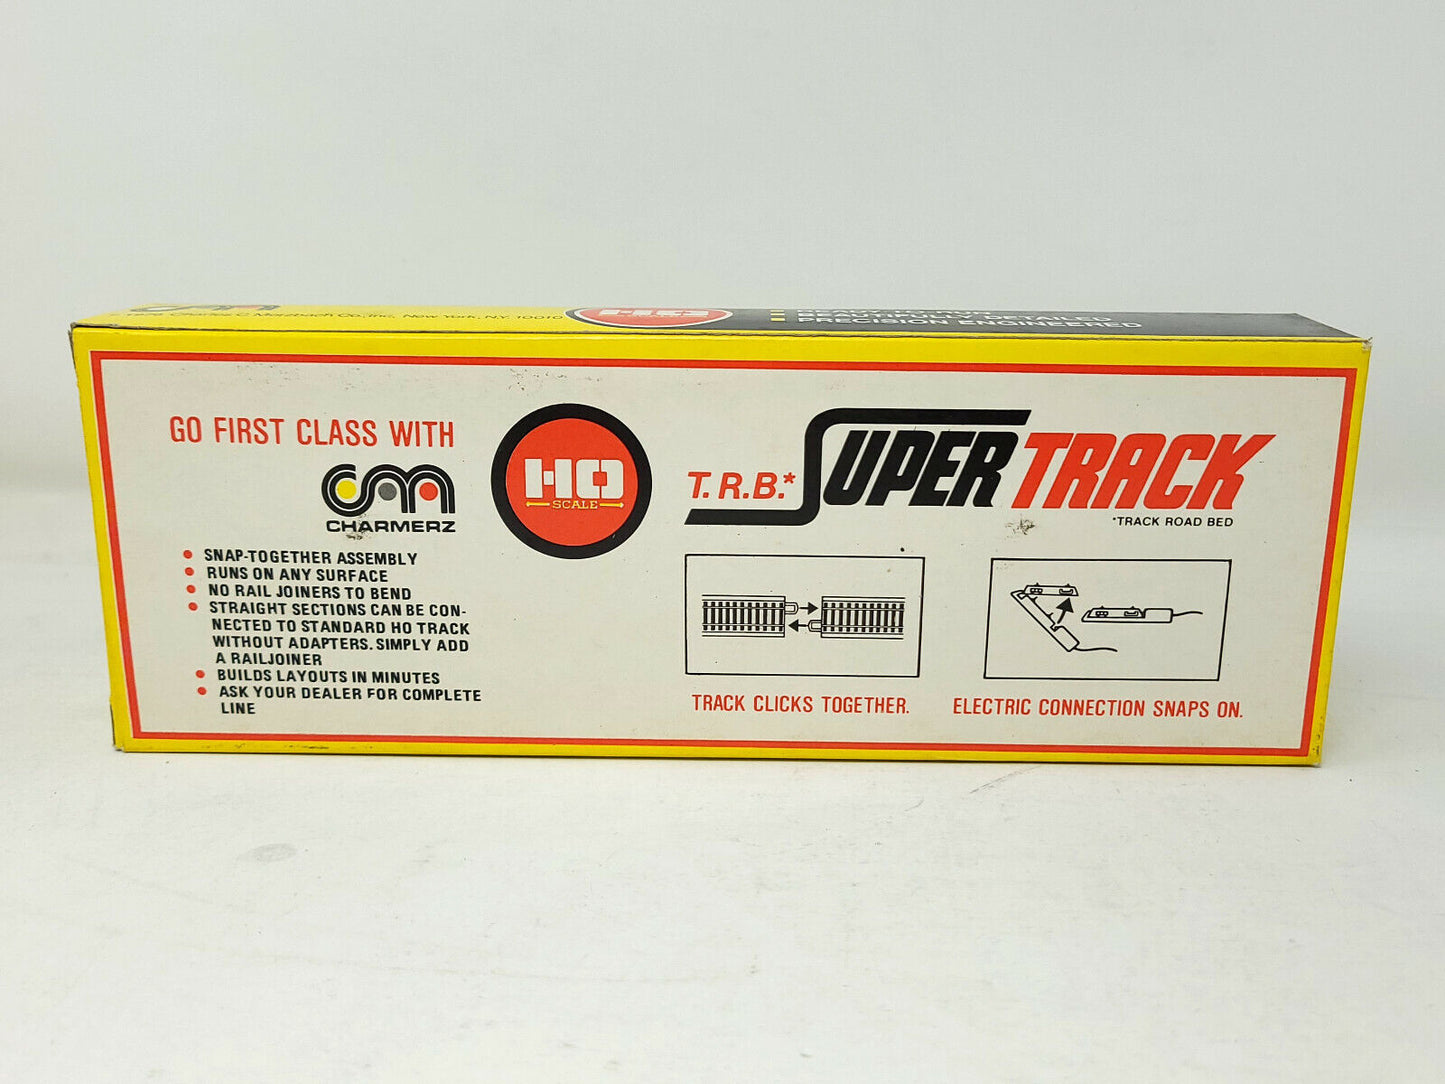 New York, NY 10010
HO
DETAILED
PRECISION ENGINEERED
GO FIRST CLASS WITH
CM
CHARMERZ
• SNAP-TOGETHER ASSEMBLY
• RUNS ON ANY SURFACE
• NO RAIL JOINERS TO BEND
• STRAIGHT SECTIONS CAN BE CON-
NECTED TO STANDARD HO TRACK
WITHOUT ADAPTERS. SIMPLY ADD
A RAILJOINER
• BUILDS LAYOUTS IN MINUTES
• ASK YOUR DEALER FOR COMPLETE
LINE
HO
SCALE
T.R.B.* SUPER TRACK
*TRACK ROAD BED
TRACK CLICKS TOGETHER.
ELECTRIC CONNECTION SNAPS ON.